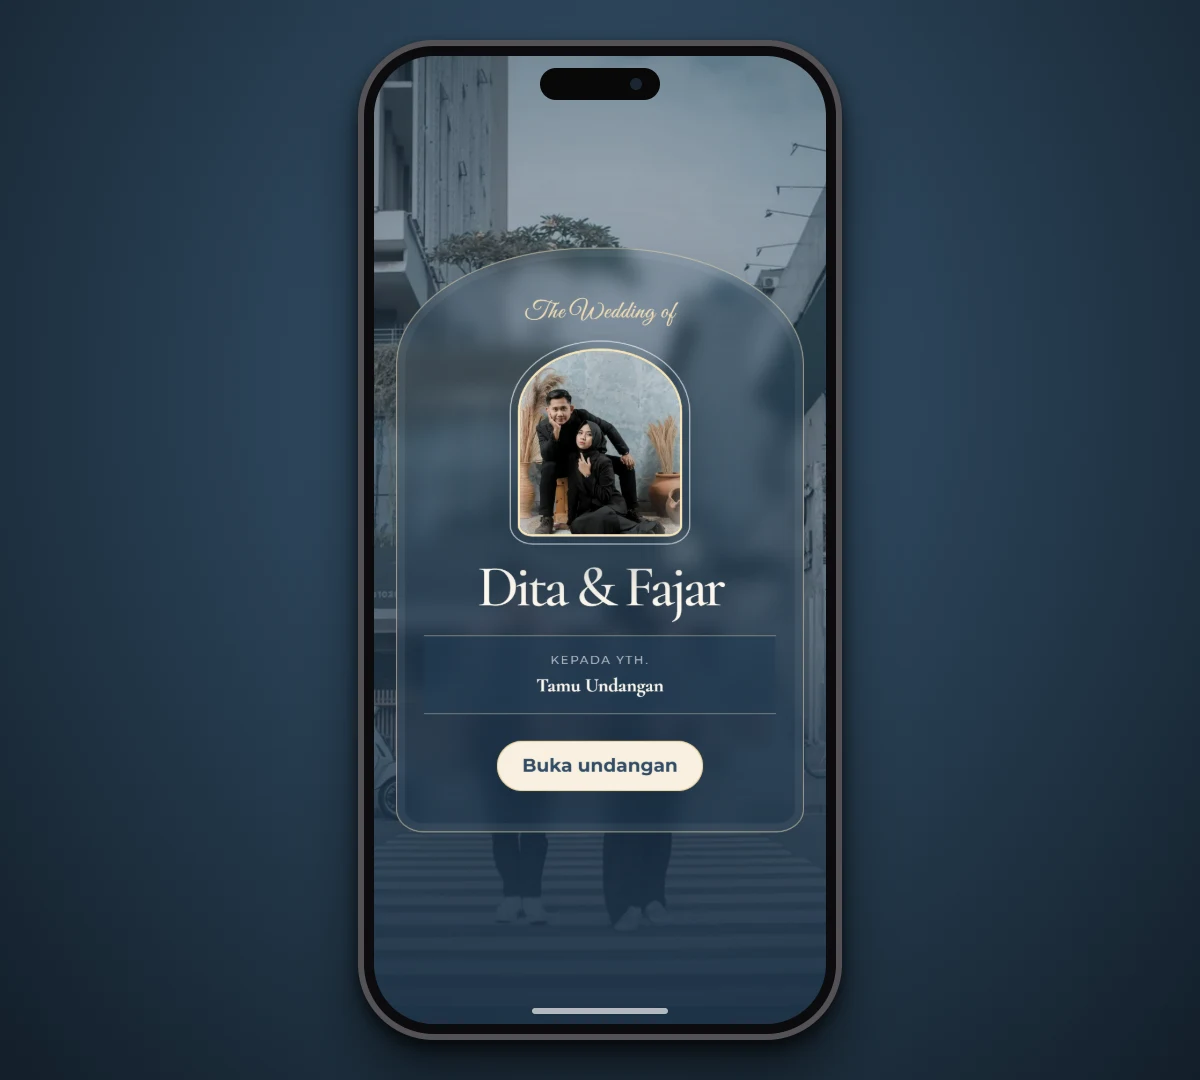 The Wedding of
Dita & Fajar
KEPADA YTH.
Tamu Undangan
Buka undangan